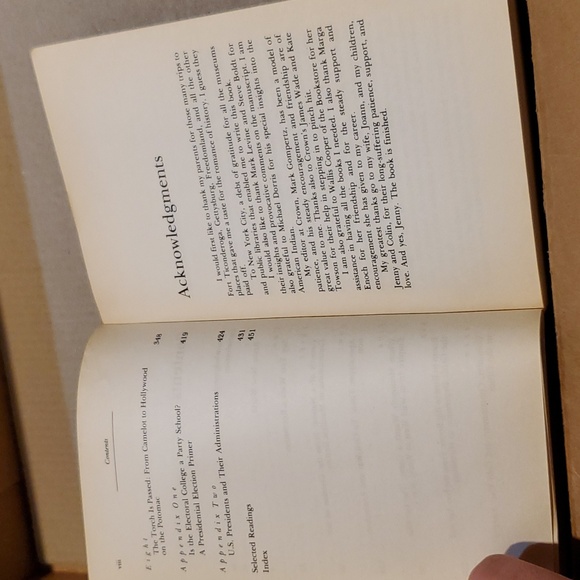 viii
Contents
Eight
The Torch Is Passed: From Camelot to Hollywood
on the Potomac 348
Appendix One
Is the Electoral College a Party School?
A Presidential Election Primer 419
Appendix Two
U.S. Presidents and Their Administrations 424
Selected Readings 431
Index 451
Acknowledgments
I would first like to thank my parents for those many trips to
Fort Ticonderoga, Gettysburg, Freedomland, and all the other
places that gave me a taste for the romance of history. I guess they
paid off.
To New York City, a debt of gratitude for all the museums
and public libraries that enabled me to write this book.
I would also like to thank Mark Levine and Steve Boldt for
their insights and provocative comments on the manuscript. I am
also grateful to Michael Dorris for his special insights into the
American Indian.
My editor at Crown, Mark Gompertz, has been a model of
patience, and his steady encouragement and friendship are of
great value to me. Thanks also to Crown's James Wade and Kate
Towson for their help in stepping in to pinch hit.
I am also grateful to Wallis Cooper of the Bookstore for her
assistance in having all the books I needed. I also thank Marga
Enoch for her friendship and for the steady support and
encouragement she has given to my career.
My greatest thanks go to my wife, Joann, and my children,
Jenny and Colin, for their long-suffering patience, support, and
love. And yes, Jenny. The book is finished.